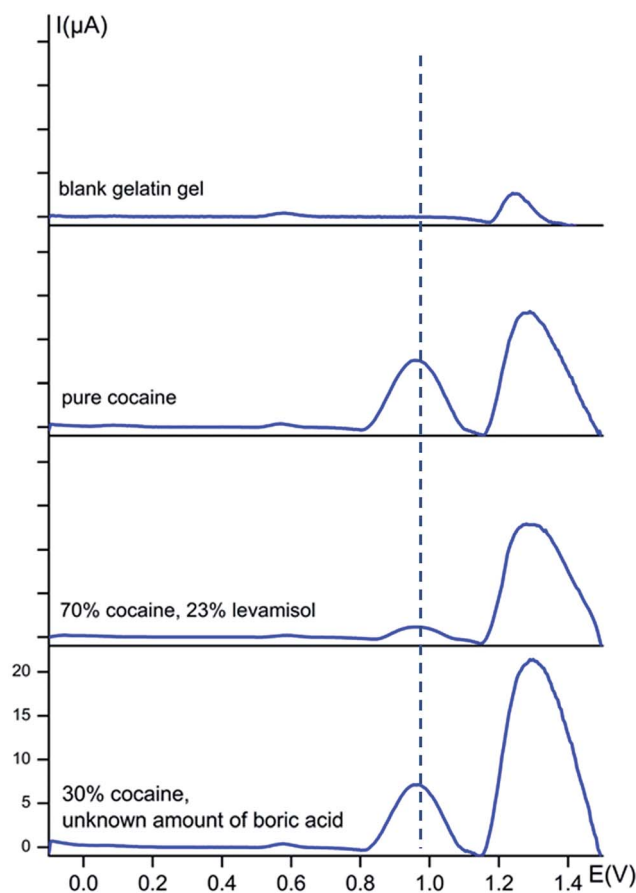 I(µA)
blank gelatin gel
pure cocaine
70% cocaine, 23% levamisol
20
15
10
5
0
30% cocaine,
unknown amount of boric acid
0.0 0.2 0.4 0.6 0.8 1.0 1.2 1.4 E(V)